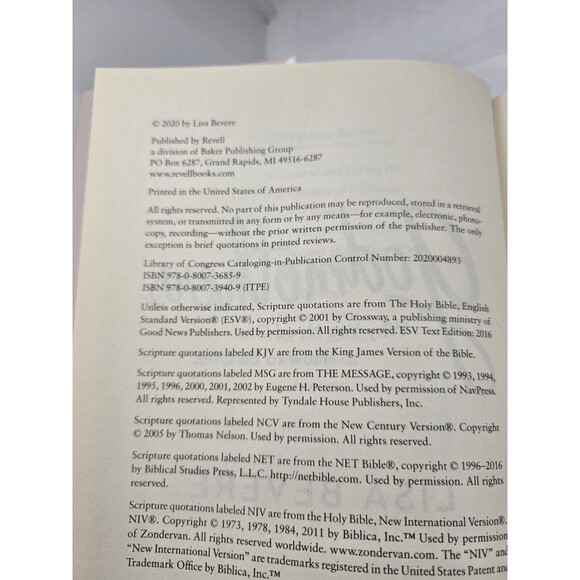 © 2020 by Lisa Bevere
Published by Revell
a division of Baker Publishing Group
PO Box 6287, Grand Rapids, MI 49516-6287
www.revellbooks.com
Printed in the United States of America
All rights reserved. No part of this publication may be reproduced, stored in a retrieval
system, or transmitted in any form or by any means—for example, electronic, photo-
copy, recording—without the prior written permission of the publisher. The only
exception is brief quotations in printed reviews.
Library of Congress Cataloging-in-Publication Control Number: 2020004893
ISBN 978-0-8007-3685-9
ISBN 978-0-8007-3940-9 (ITPE)
Unless otherwise indicated, Scripture quotations are from The Holy Bible, English
Standard Version® (ESV®), copyright © 2001 by Crossway, a publishing ministry of
Good News Publishers. Used by permission. All rights reserved. ESV Text Edition: 2016
Scripture quotations labeled KJV are from the King James Version of the Bible.
Scripture quotations labeled MSG are from THE MESSAGE, copyright © 1993, 1994,
1995, 1996, 2000, 2001, 2002 by Eugene H. Peterson. Used by permission of NavPress.
All rights reserved. Represented by Tyndale House Publishers, Inc.
Scripture quotations labeled NCV are from the New Century Version®. Copyright
© 2005 by Thomas Nelson. Used by permission. All rights reserved.
Scripture quotations labeled NET are from the NET Bible®, copyright © 1996–2016
by Biblical Studies Press, L.L.C. http://netbible.com. Used by permission. All rights
reserved.
Scripture quotations labeled NIV are from the Holy Bible, New International Version®.
NIV®. Copyright © 1973, 1978, 1984, 2011 by Biblica, Inc.™ Used by permission
of Zondervan. All rights reserved worldwide. www.zondervan.com. The “NIV” and
“New International Version” are trademarks registered in the United States Patent and
Trademark Office by Biblica, Inc.™
LISA BEVERE